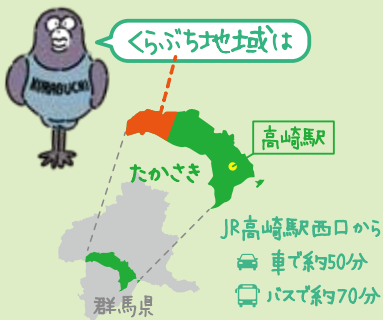 くらぶち地域は
KURABUCHI
高崎駅
たかさき
JR高崎駅西口から
車で約50分
バスで約70分
群馬県